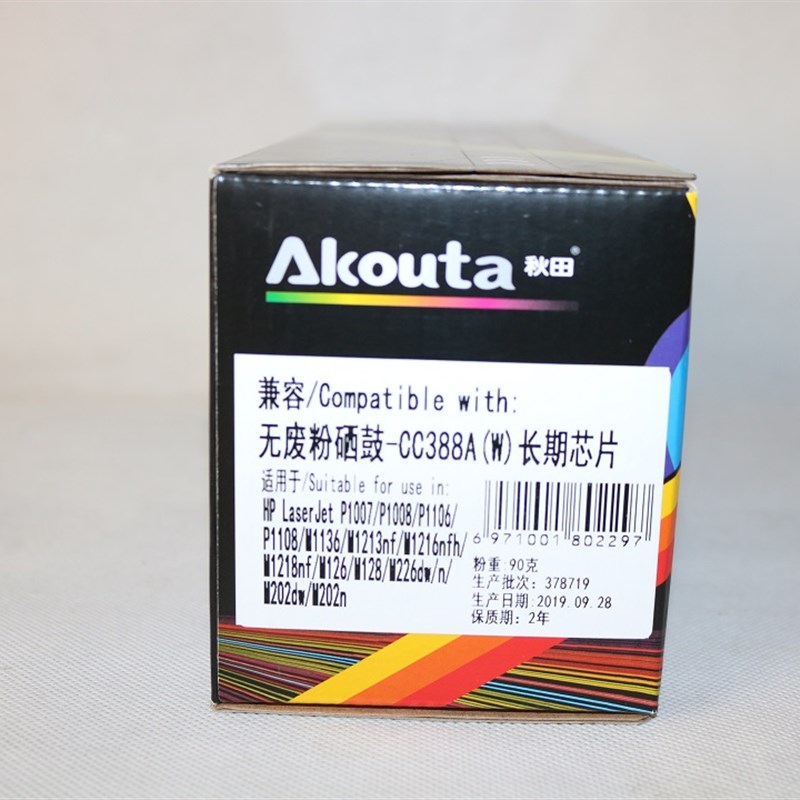 Akouta 秋田®
兼容/Compatible with:
无废粉硒鼓-CC388A(W)长期芯片
适用于/Suitable for use in:
HP LaserJet P1007/P1008/P1106/
P1108/M1136/M1213nf/M1216nfh/
M1218nf/M126/M128/M226dw/n/
M202dw/M202n
6 971001 802297
粉重:90克
生产批次: 378719
生产日期:2019.09.28
保质期: 2年